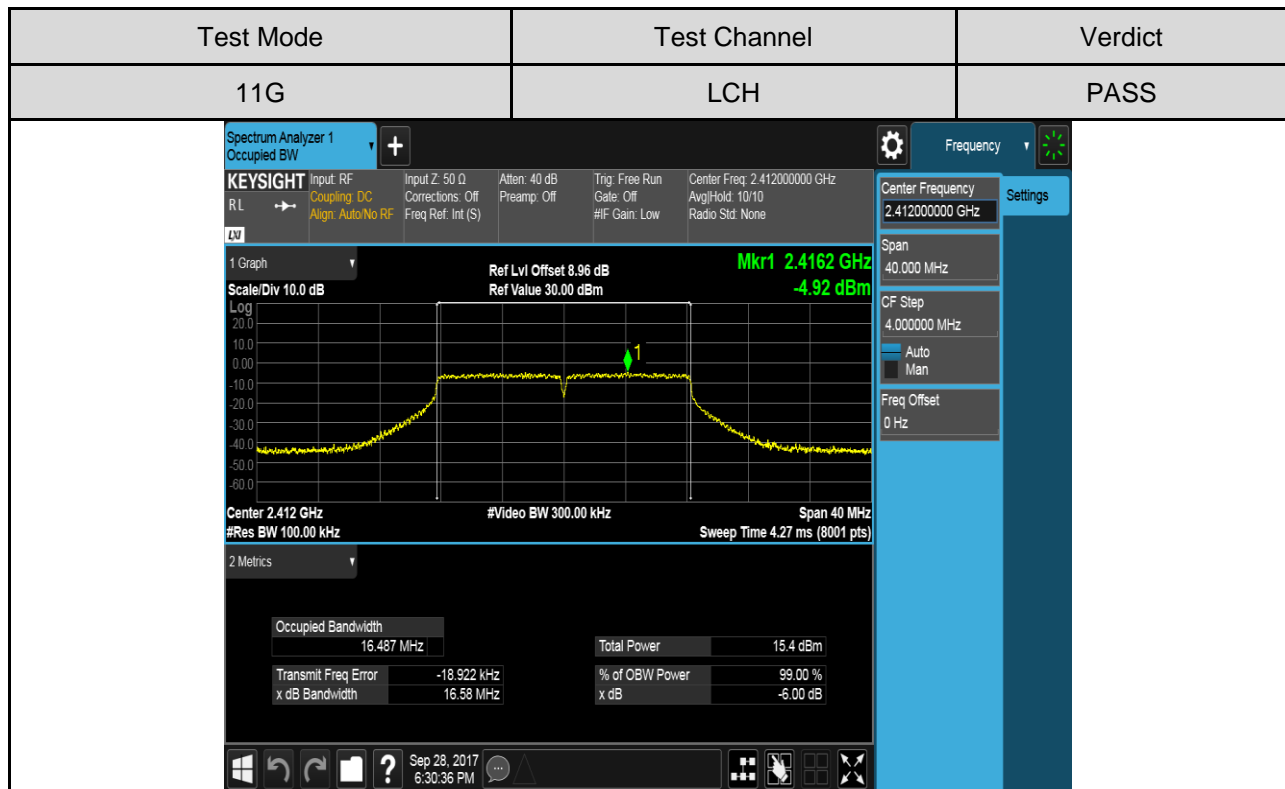 Test Mode Test Channel Verdict
11G LCH PASS
Spectrum Analyzer 1
Occupied BW
+
Frequency
KEYSIGHT Input: RF Input Z: 50 Ω Atten: 40 dB Trig: Free Run Center Freq: 2.412000000 GHz
RL Coupling: DC Corrections: Off Preamp: Off Gate: Off Avg|Hold: 10/10
Align: Auto/No RF Freq Ref: Int (S) #IF Gain: Low Radio Std: None
LXI
Center Frequency
2.412000000 GHz
Settings
Span
40.000 MHz
CF Step
4.000000 MHz
Auto
Man
Freq Offset
0 Hz
1 Graph
Ref Lvl Offset 8.96 dB
Mkr1 2.4162 GHz
Scale/Div 10.0 dB
Ref Value 30.00 dBm
-4.92 dBm
Log
20.0
10.0
0.00
-10.0
-20.0
-30.0
-40.0
-50.0
-60.0
1
Center 2.412 GHz #Video BW 300.00 kHz Span 40 MHz
#Res BW 100.00 kHz Sweep Time 4.27 ms (8001 pts)
2 Metrics
Occupied Bandwidth
16.487 MHz
Total Power 15.4 dBm
Transmit Freq Error -18.922 kHz % of OBW Power 99.00 %
x dB Bandwidth 16.58 MHz x dB -6.00 dB
?
Sep 28, 2017
6:30:36 PM